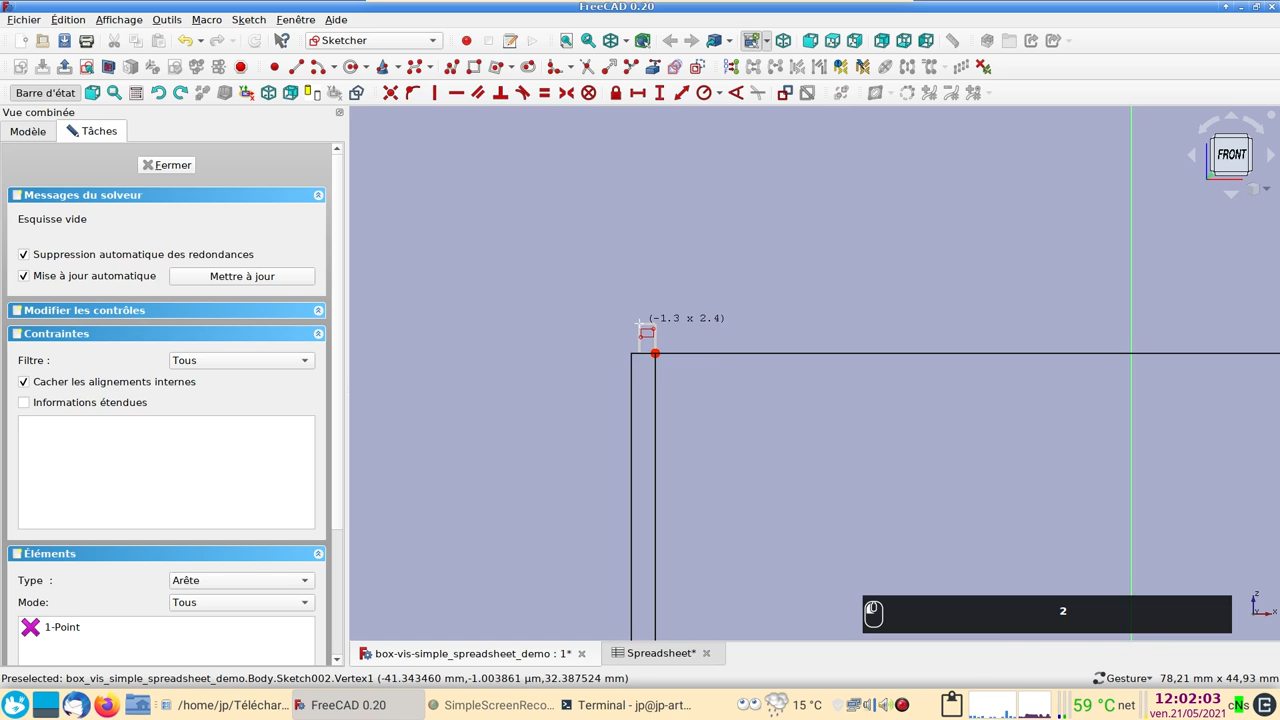 FreeCAD 0.20
Fichier Édition Affichage Outils Macro Sketch Fenêtre Aide
Sketcher
Barre d'état
Vue combinée
Modèle Tâches
Fermer
Messages du solveur
Esquisse vide
Suppression automatique des redondances
Mise à jour automatique Mettre à jour
Modifier les contrôles
Contraintes
Filtre : Tous
Cacher les alignements internes
Informations étendues
Éléments
Type : Arête
Mode: Tous
1-Point
FRONT
(-1.3 x 2.4)
2
z
x
box-vis-simple_spreadsheet_demo : 1* Spreadsheet*
Preselected: box_vis_simple_spreadsheet_demo.Body.Sketch002.Vertex1 (-41.343460 mm,-1.003861 µm,32.387524 mm) Gesture 78,21 mm x 44,93 mm
/home/jp/Téléchar... FreeCAD 0.20 SimpleScreenReco... Terminal - jp@jp-art... 15 °C 59 °C net 12:02:03 cNs
ven.21/05/2021